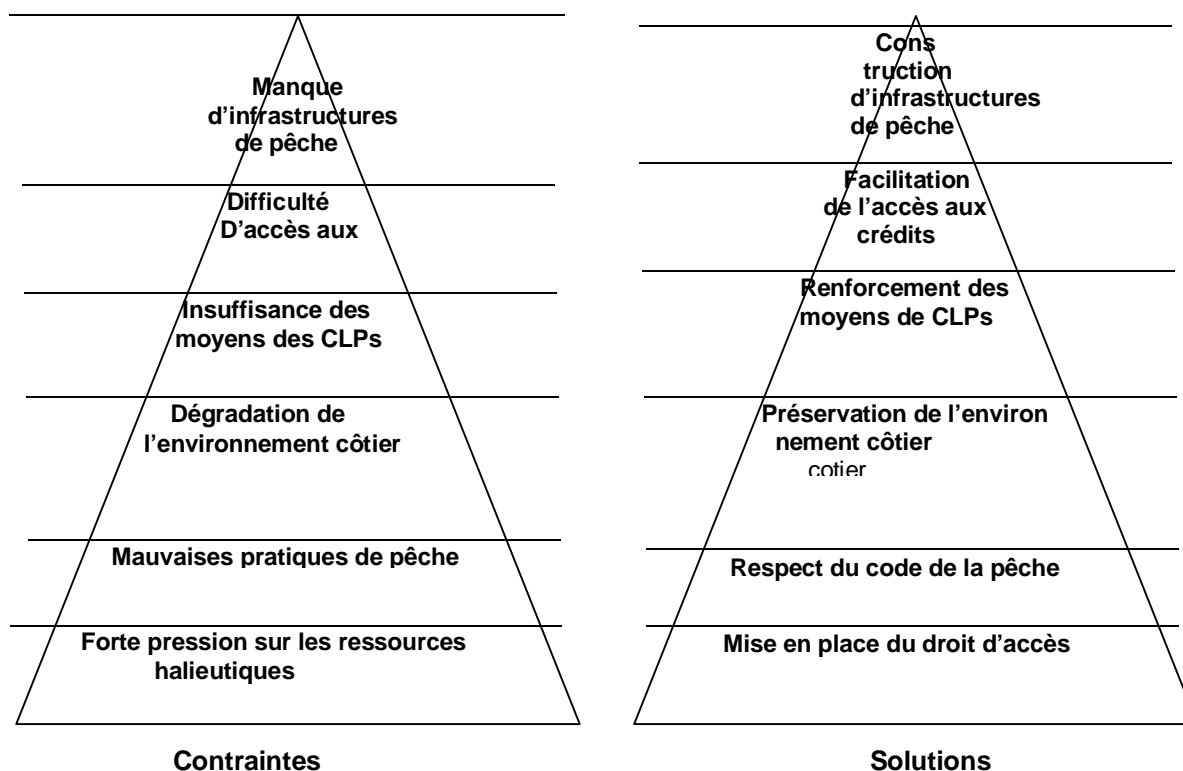 Manque
d’infrastructures
de pêche
Difficulté
D’accès aux
Insuffisance des
moyens des CLPs
Dégradation de
l’environnement côtier
Mauvaises pratiques de pêche
Forte pression sur les ressources
halieutiques
Contraintes
Cons
truction
d’infrastructures
de pêche
Facilitation
de l’accès aux
crédits
Renforcement des
moyens de CLPs
Préservation de l’environ
nement côtier
cotier
Respect du code de la pêche
Mise en place du droit d’accès
Solutions